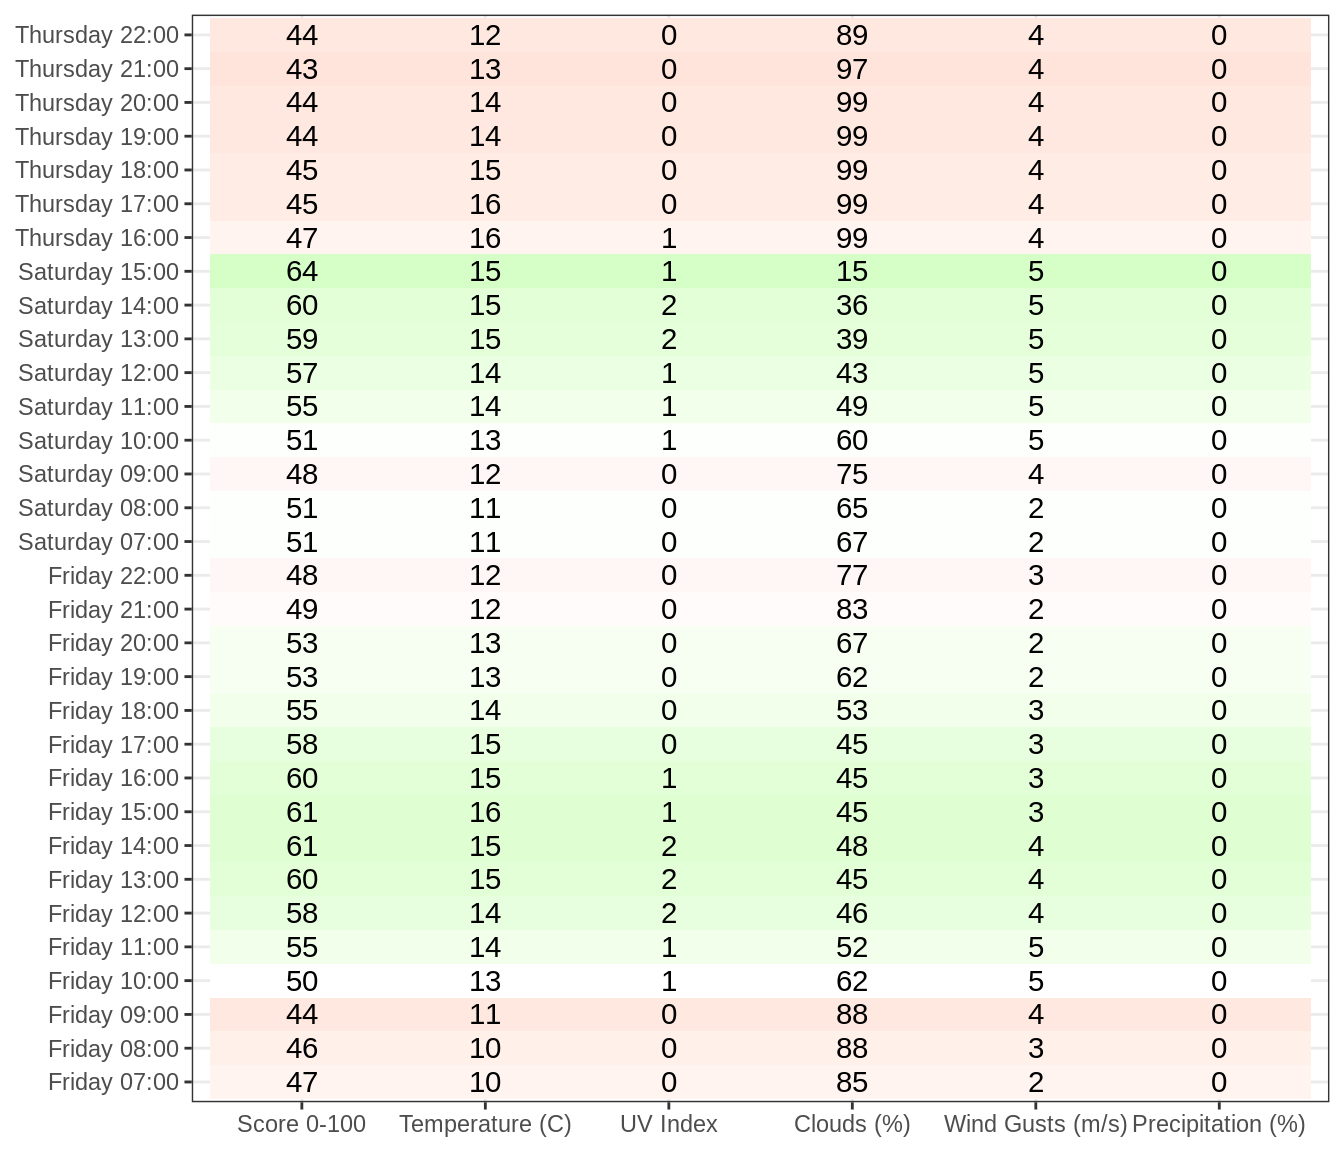 Thursday 22:00 44 12 0 89 4 0
Thursday 21:00 43 13 0 97 4 0
Thursday 20:00 44 14 0 99 4 0
Thursday 19:00 44 14 0 99 4 0
Thursday 18:00 45 15 0 99 4 0
Thursday 17:00 45 16 0 99 4 0
Thursday 16:00 47 16 1 99 4 0
Saturday 15:00 64 15 1 15 5 0
Saturday 14:00 60 15 2 36 5 0
Saturday 13:00 59 15 2 39 5 0
Saturday 12:00 57 14 1 43 5 0
Saturday 11:00 55 14 1 49 5 0
Saturday 10:00 51 13 1 60 5 0
Saturday 09:00 48 12 0 75 4 0
Saturday 08:00 51 11 0 65 2 0
Saturday 07:00 51 11 0 67 2 0
Friday 22:00 48 12 0 77 3 0
Friday 21:00 49 12 0 83 2 0
Friday 20:00 53 13 0 67 2 0
Friday 19:00 53 13 0 62 2 0
Friday 18:00 55 14 0 53 3 0
Friday 17:00 58 15 0 45 3 0
Friday 16:00 60 15 1 45 3 0
Friday 15:00 61 16 1 45 3 0
Friday 14:00 61 15 2 48 4 0
Friday 13:00 60 15 2 45 4 0
Friday 12:00 58 14 2 46 4 0
Friday 11:00 55 14 1 52 5 0
Friday 10:00 50 13 1 62 5 0
Friday 09:00 44 11 0 88 4 0
Friday 08:00 46 10 0 88 3 0
Friday 07:00 47 10 0 85 2 0
Score 0-100 Temperature (C) UV Index Clouds (%) Wind Gusts (m/s) Precipitation (%)